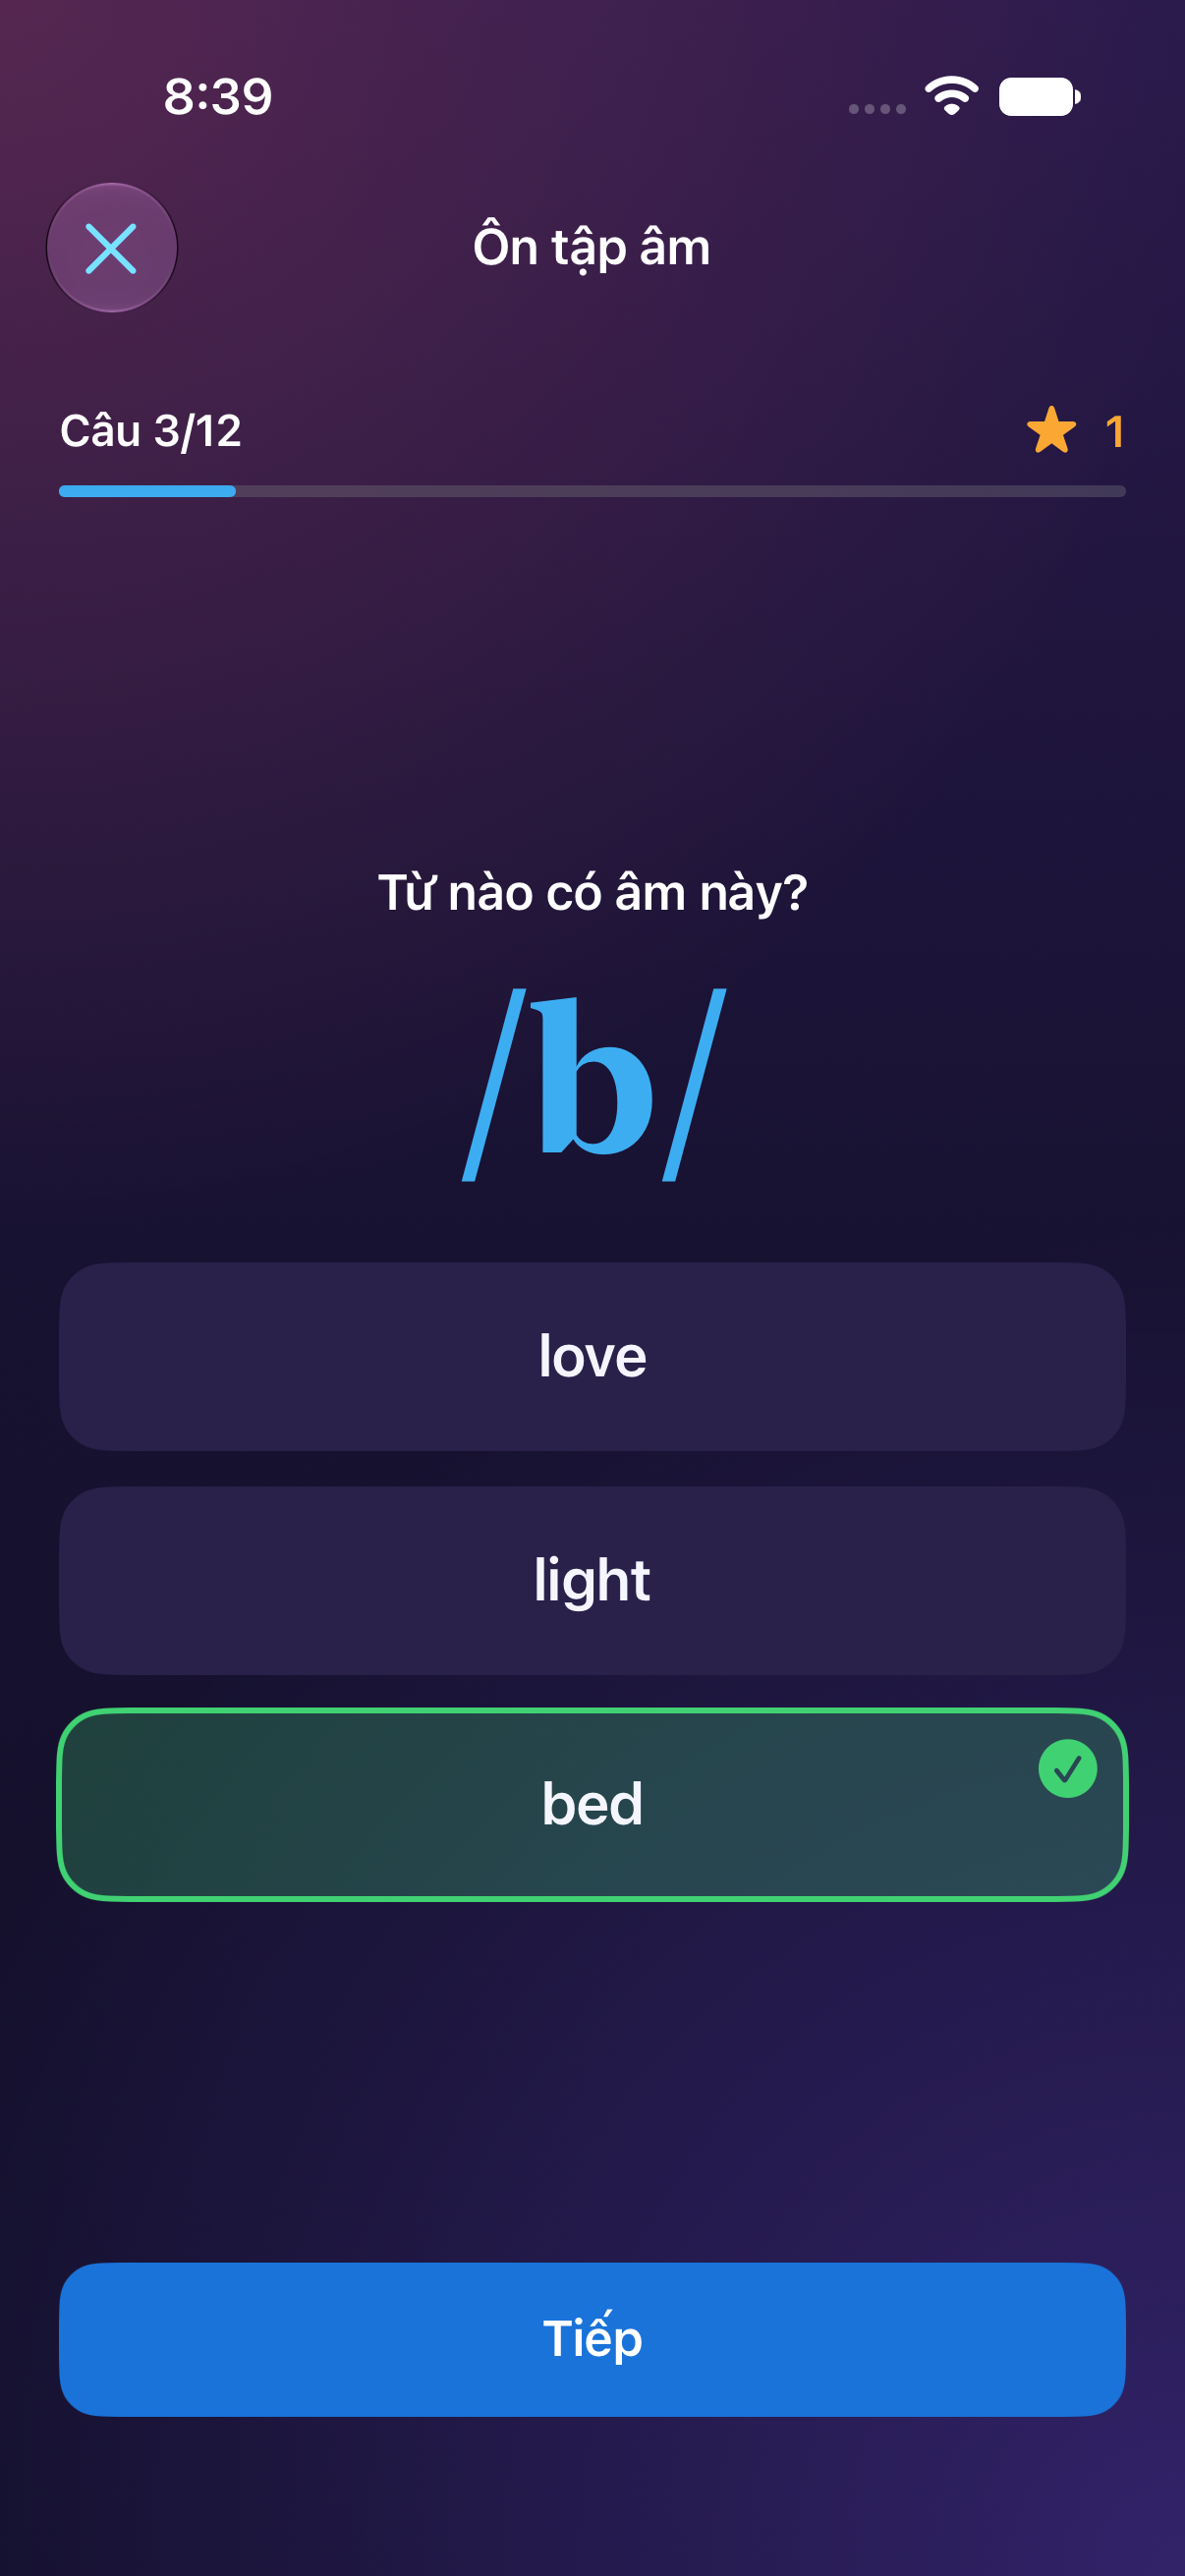 8:39
Ôn tập âm
Câu 3/12
1
Từ nào có âm này?
/b/
love
light
bed
Tiếp